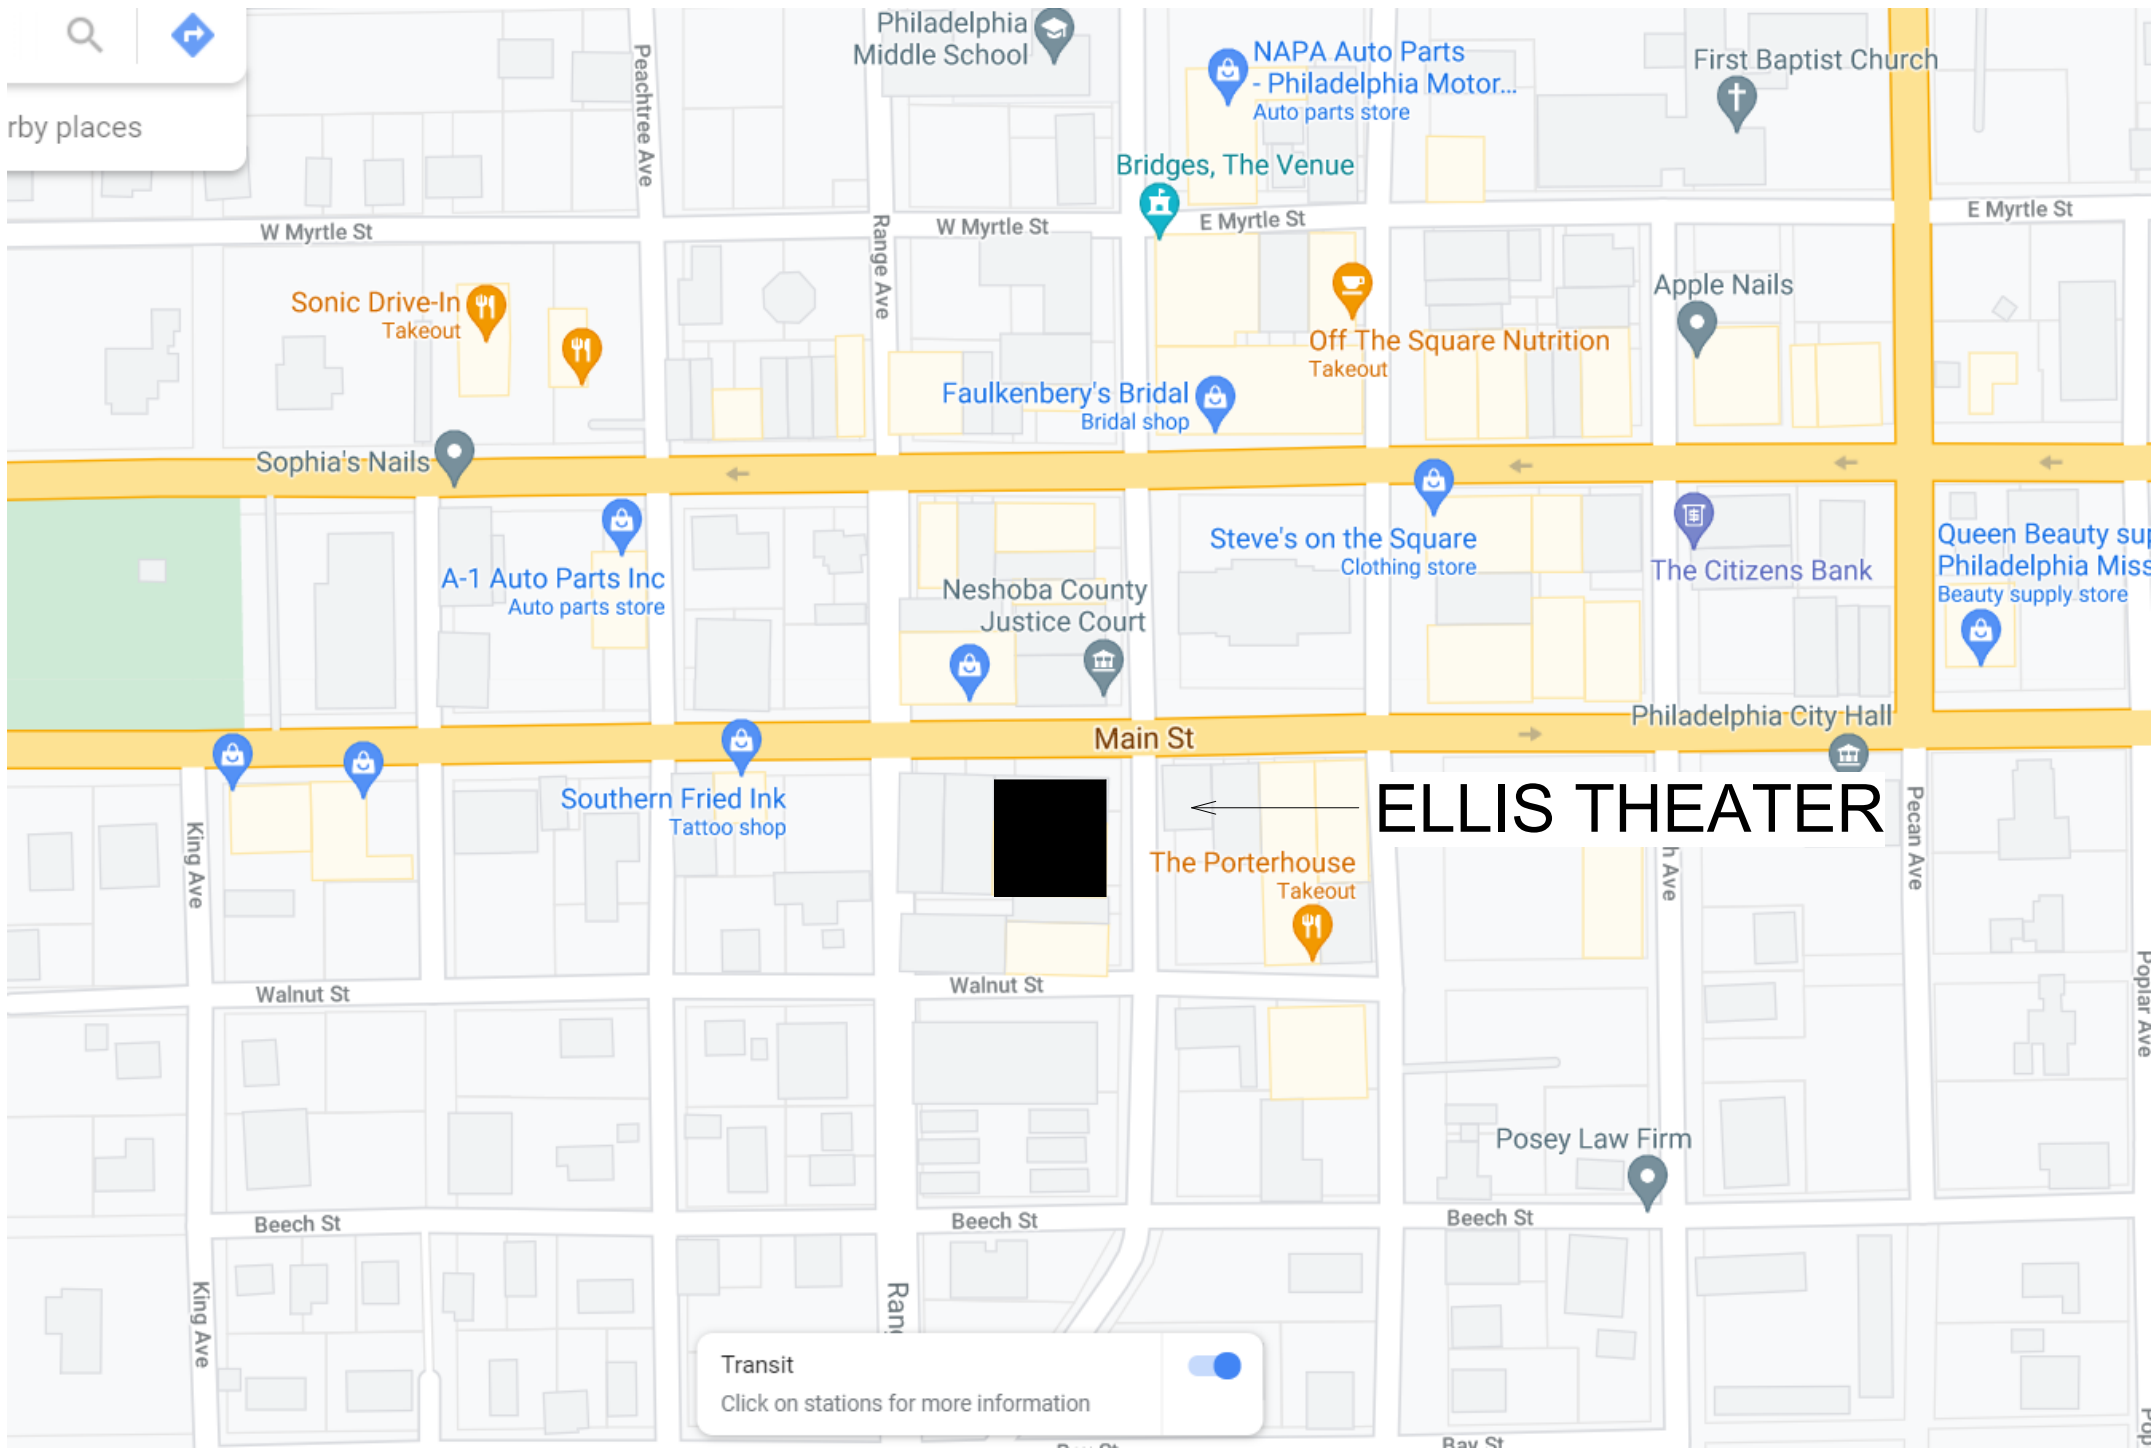 Philadelphia
Middle School
NAPA Auto Parts
- Philadelphia Motor...
Auto parts store
First Baptist Church
Peachtree Ave
rby places
Bridges, The Venue
W Myrtle St
Range Ave
W Myrtle St
E Myrtle St
E Myrtle St
Sonic Drive-In
Takeout
Apple Nails
Off The Square Nutrition
Takeout
Faulkenbery's Bridal
Bridal shop
Sophia's Nails
Steve's on the Square
Clothing store
The Citizens Bank
Queen Beauty sup
Philadelphia Miss
Beauty supply store
A-1 Auto Parts Inc
Auto parts store
Neshoba County
Justice Court
Philadelphia City Hall
Main St
Southern Fried Ink
Tattoo shop
ELLIS THEATER
King Ave
h Ave
Pecan Ave
The Porterhouse
Takeout
Walnut St
Walnut St
Poplar Ave
Posey Law Firm
Beech St
Beech St
Beech St
King Ave
Rang
Transit
Click on stations for more information
Bay St
Pop